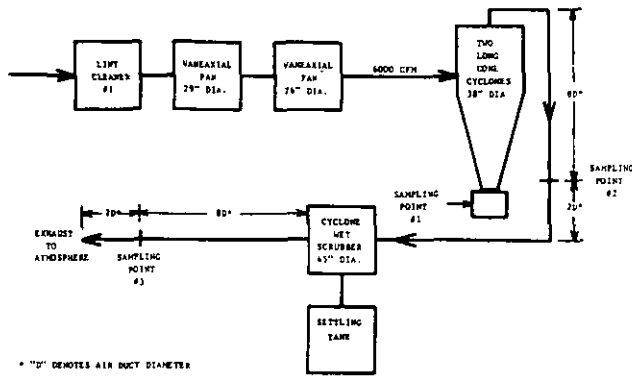 LINT
CLEANER
#1
VANEAXIAL
FAN
29" DIA.
VANEAXIAL
FAN
26" DIA.
6000 CFM
TWO
LONG
CONE
CYCLONES
38" DIA
8D*
SAMPLING
POINT
#2
2D*
SAMPLING
POINT
#1
2D*
8D*
EXHAUST
TO
ATMOSPHERE
SAMPLING
POINT
#3
CYCLONE
WET
SCRUBBER
45" DIA.
SETTLING
TANK
* "D" DENOTES AIR DUCT DIAMETER